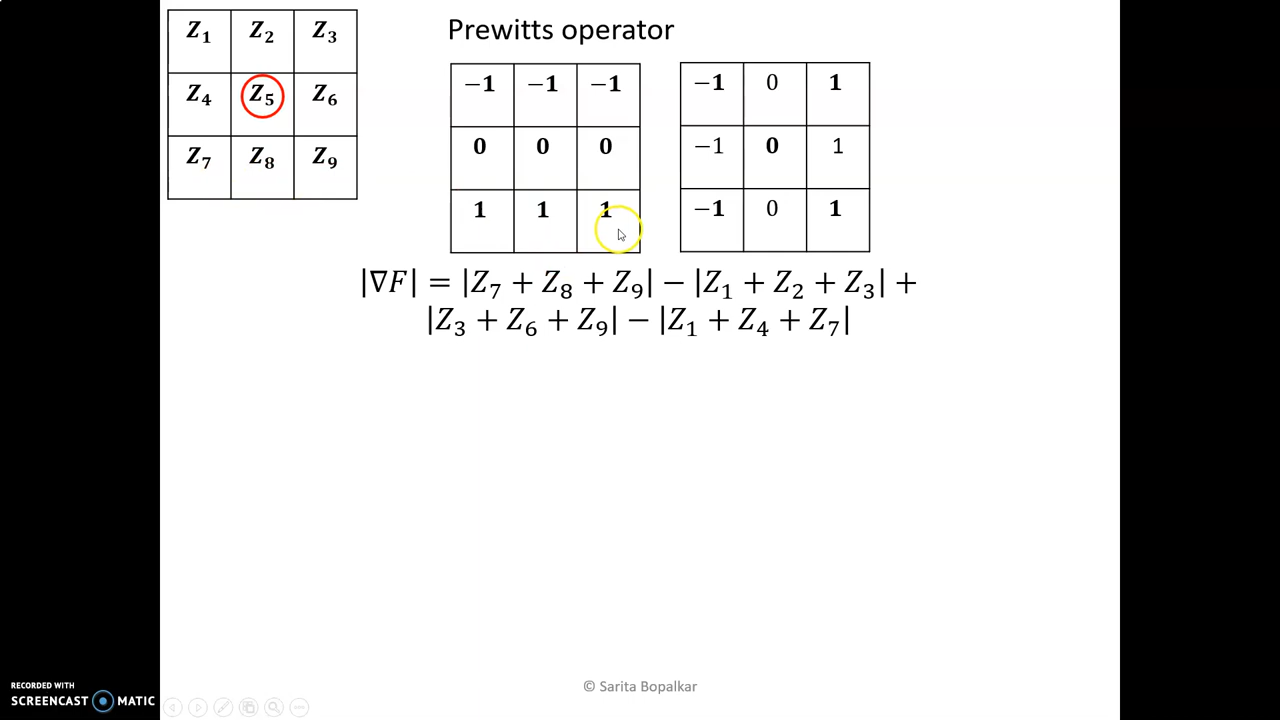 Z₁ Z₂ Z₃
Z₄ Z₅ Z₆
Z₇ Z₈ Z₉
Prewitts operator
−1 −1 −1
0 0 0
1 1 1
−1 0 1
−1 0 1
−1 0 1
|∇F| = |Z₇ + Z₈ + Z₉| − |Z₁ + Z₂ + Z₃| +
|Z₃ + Z₆ + Z₉| − |Z₁ + Z₄ + Z₇|
© Sarita Bopalkar
RECORDED WITH
SCREENCAST MATIC